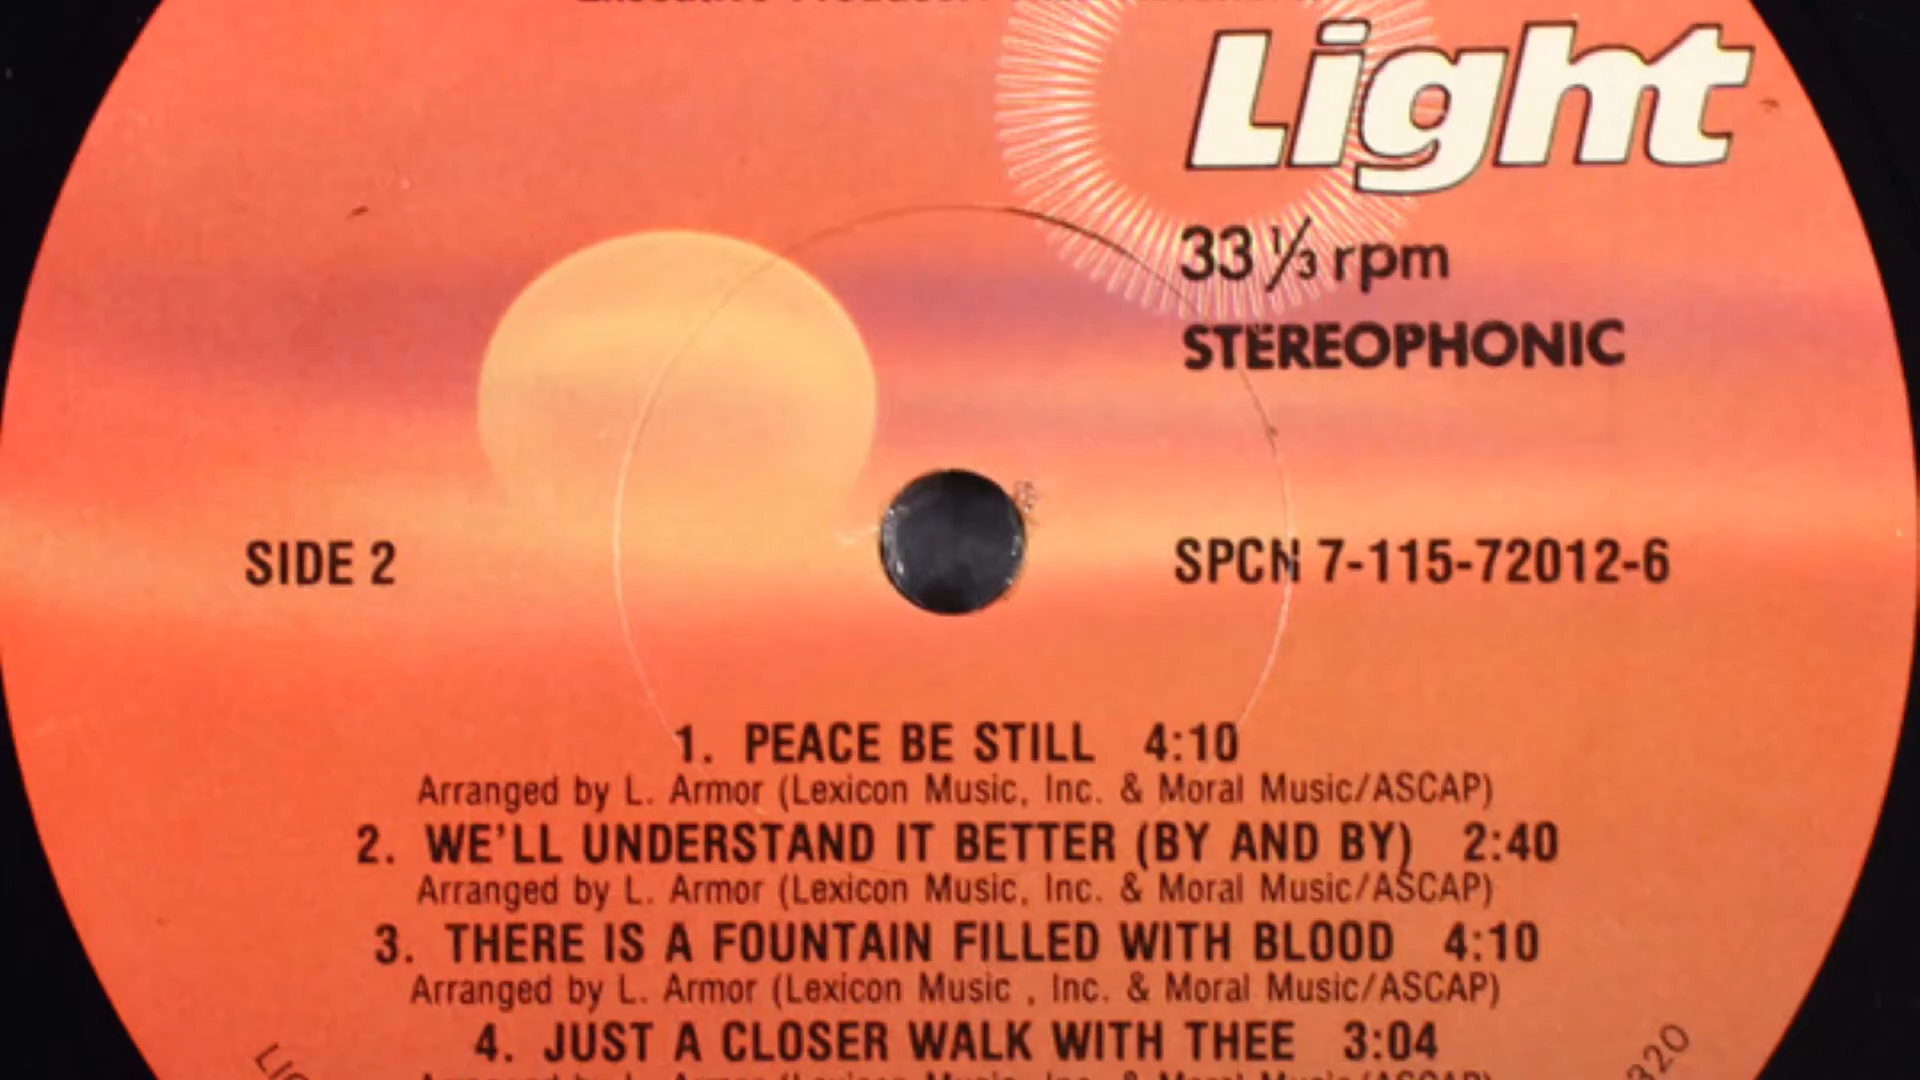 Light
33 1/3 rpm
STEREOPHONIC
SIDE 2
SPCN 7-115-72012-6
1. PEACE BE STILL 4:10
Arranged by L. Armor (Lexicon Music, Inc. & Moral Music/ASCAP)
2. WE'LL UNDERSTAND IT BETTER (BY AND BY) 2:40
Arranged by L. Armor (Lexicon Music, Inc. & Moral Music/ASCAP)
3. THERE IS A FOUNTAIN FILLED WITH BLOOD 4:10
Arranged by L. Armor (Lexicon Music , Inc. & Moral Music/ASCAP)
4. JUST A CLOSER WALK WITH THEE 3:04